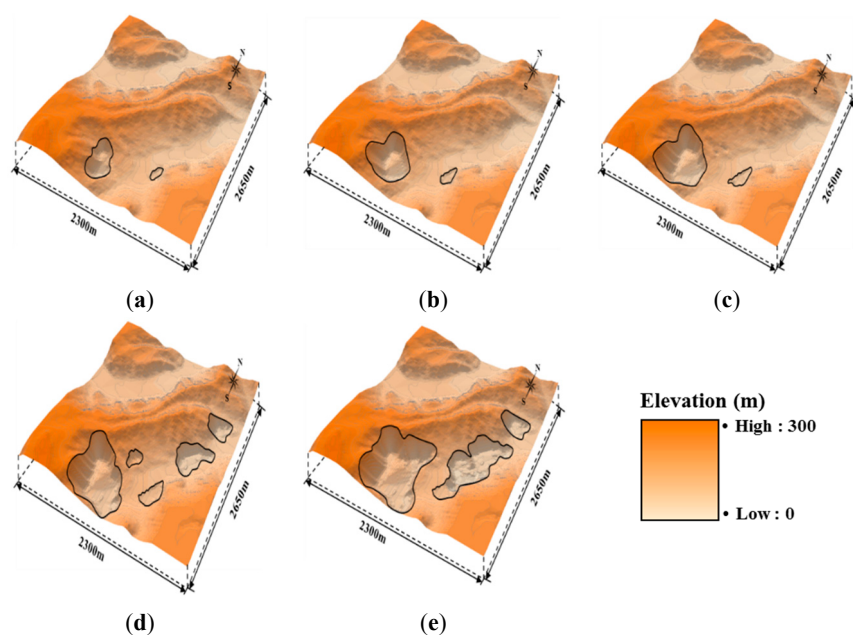 N
S
2650m
2300m
N
S
2650m
2300m
N
S
2650m
2300m
(a)
(b)
(c)
N
S
2650m
2300m
N
S
2650m
2300m
Elevation (m)
• High : 300
• Low : 0
(d)
(e)